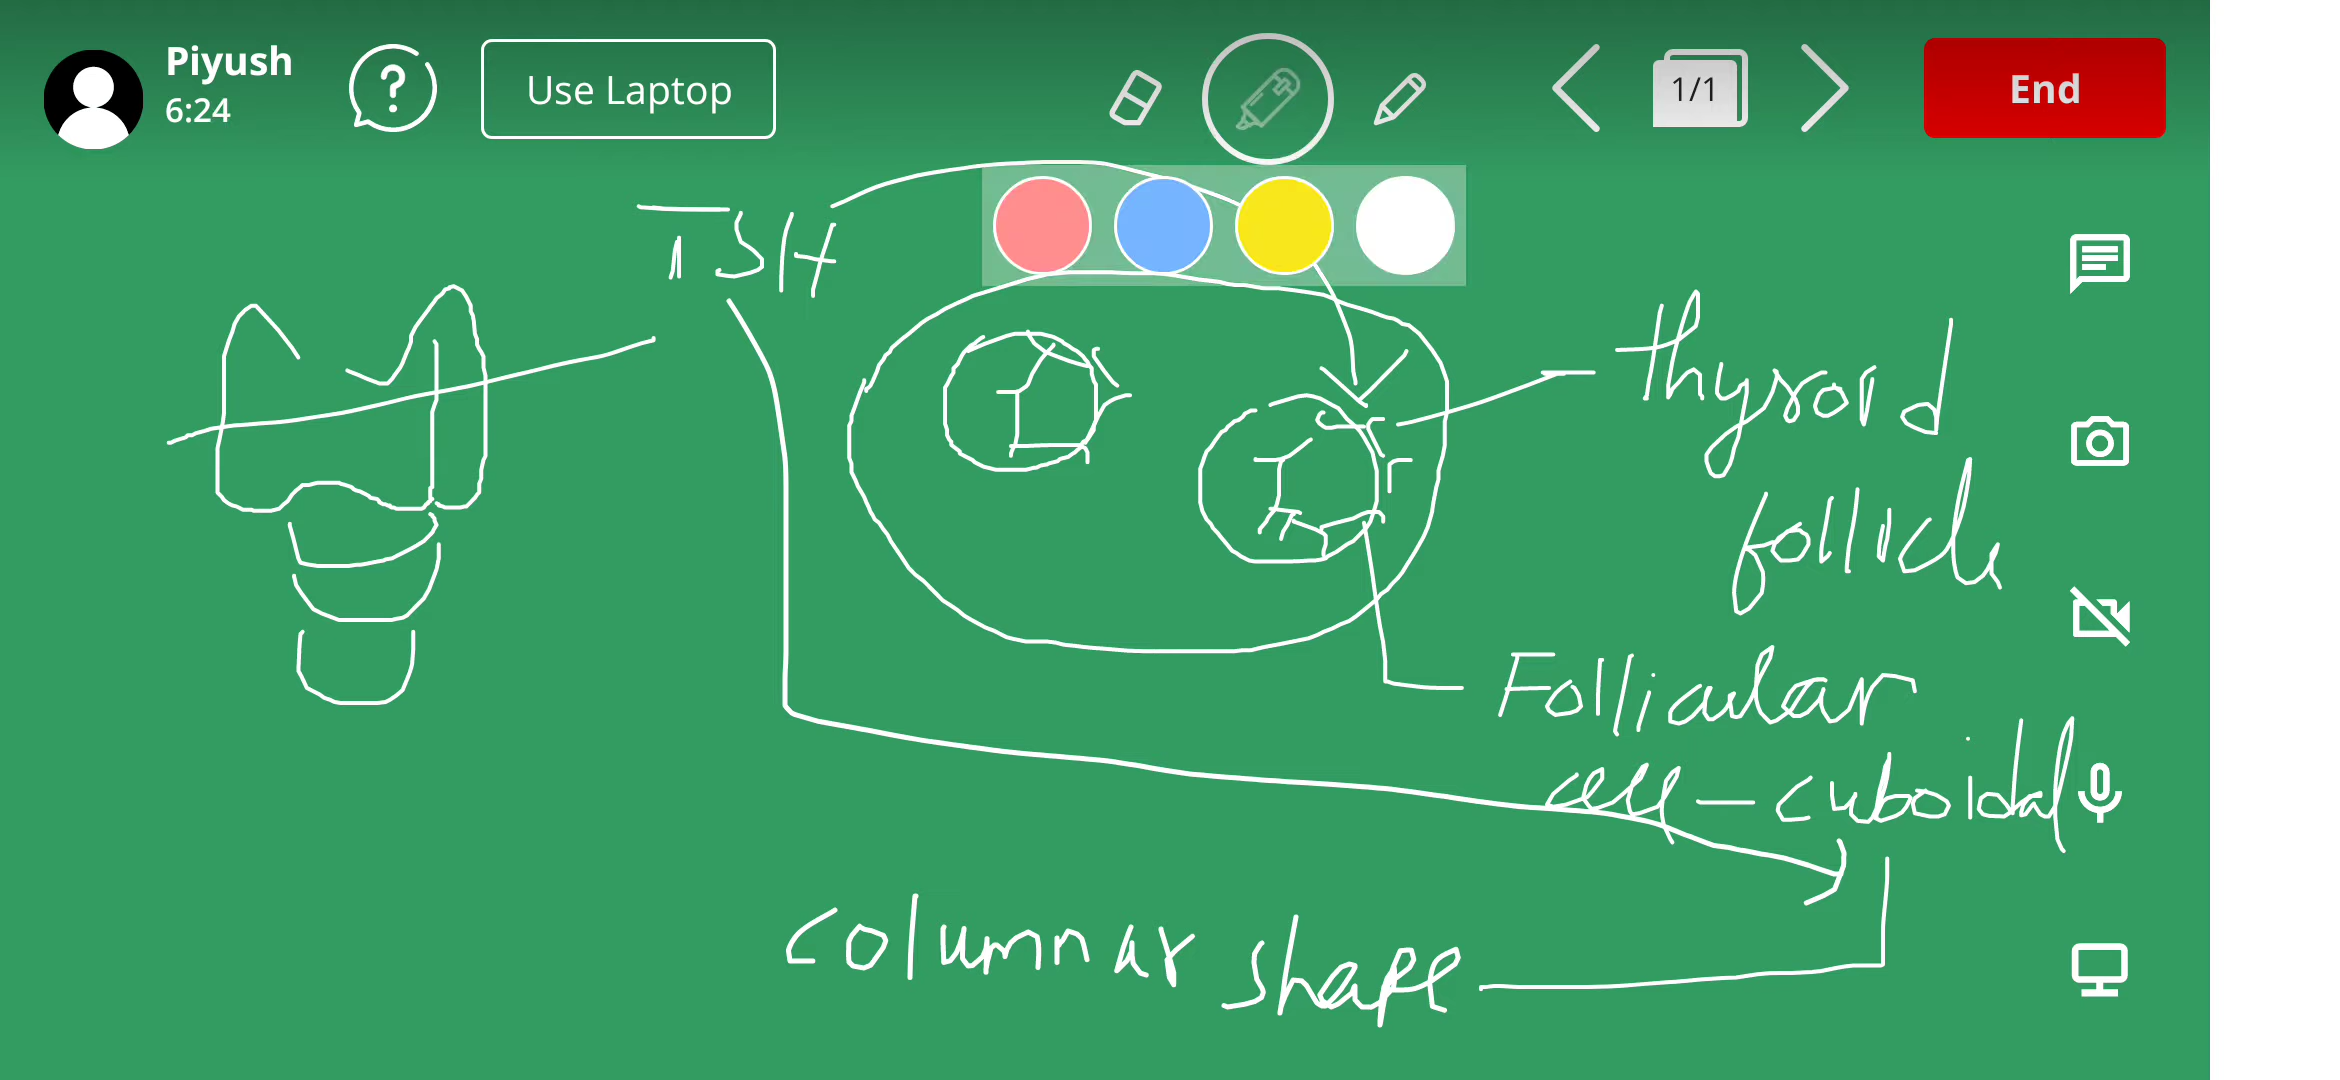 Piyush
6:24
?
Use Laptop
1/1
End
TSH
thyroid
follicle
Follicular
cell - cuboidal
columnar shape